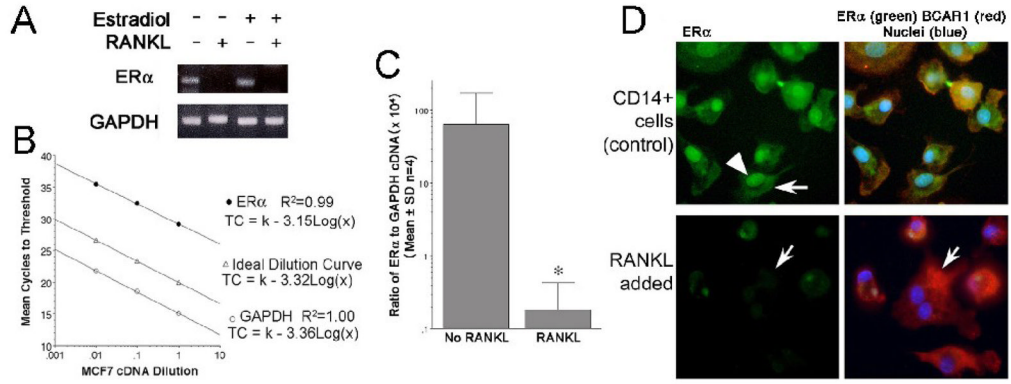 A
Estradiol - - + +
RANKL - + - +
ERα
GAPDH
B
Mean Cycles to Threshold
40
35
30
25
20
15
10
.001 .01 .1 1 10
MCF7 cDNA Dilution
ERα R²=0.99
TC = k - 3.15Log(x)
Ideal Dilution Curve
TC = k - 3.32Log(x)
GAPDH R²=1.00
TC = k - 3.36Log(x)
C
Ratio of ERα to GAPDH cDNA (x 10⁶)
(Mean ± SD n=4)
100
10
1
.1
*
No RANKL RANKL
D
ERα
ERα (green) BCAR1 (red)
Nuclei (blue)
CD14+
cells
(control)
RANKL
added